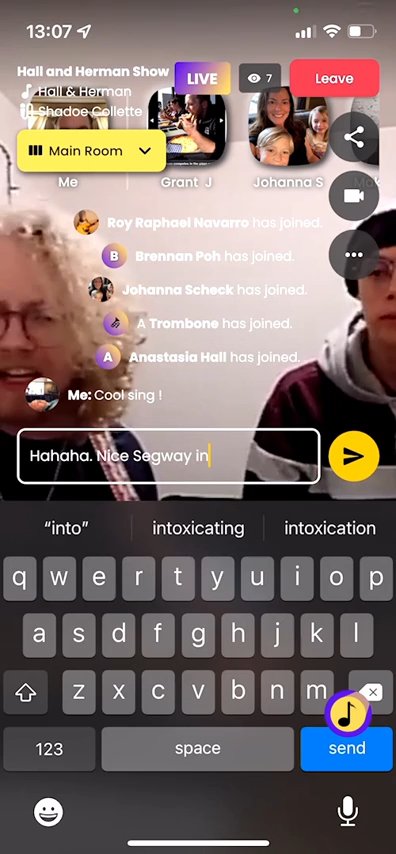 13:07
Hall and Herman Show
LIVE
7
Leave
Hall & Herman
Shadoe Collette
Main Room
Me
Grant J
Johanna S
Roy Raphael Navarro has joined.
B Brennan Poh has joined.
Johanna Scheck has joined.
A Trombone has joined.
A Anastasia Hall has joined.
Me: Cool sing !
Hahaha. Nice Segway in
“into” intoxicating intoxication
q w e r t y u i o p
a s d f g h j k l
z x c v b n m
123 space send